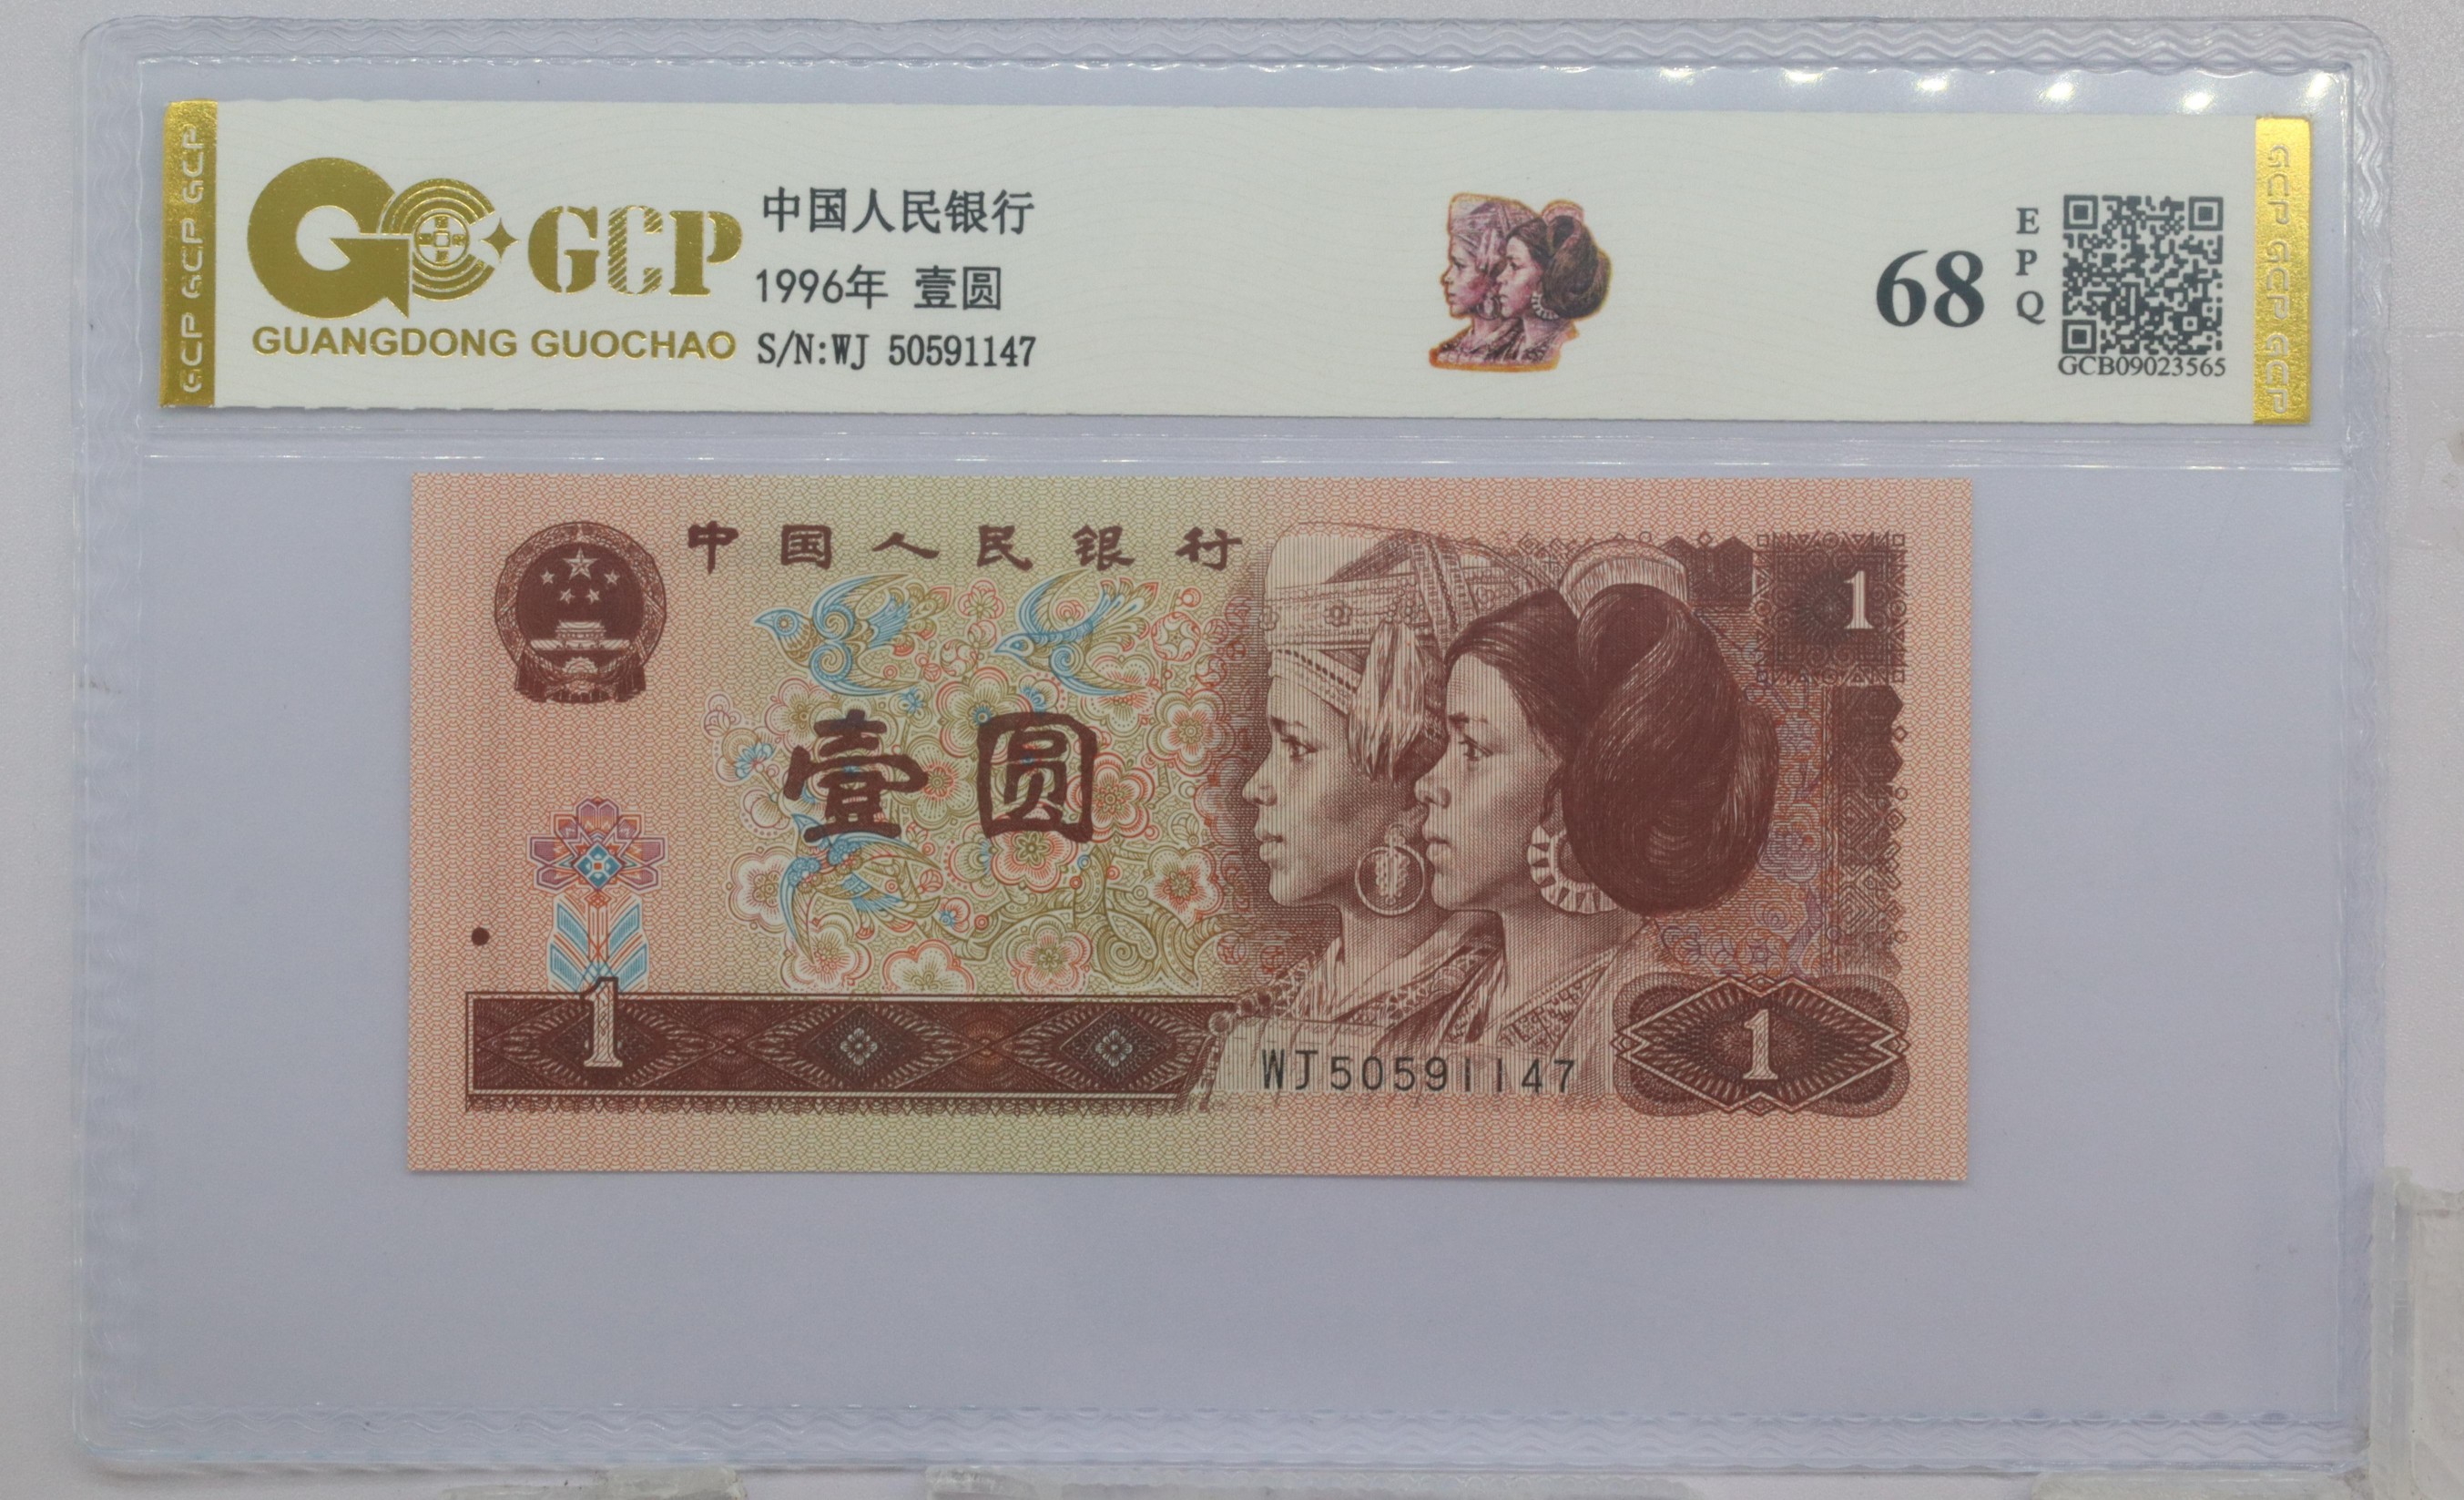 GCP GCP GCP
GCP
GUANGDONG GUOCHAO
中国人民银行
1996年 壹圆
S/N:WJ 50591147
68
EPQ
GCB09023565
GCP GCP GCP
中国人民银行
1
壹圆
1
WJ50591147
1